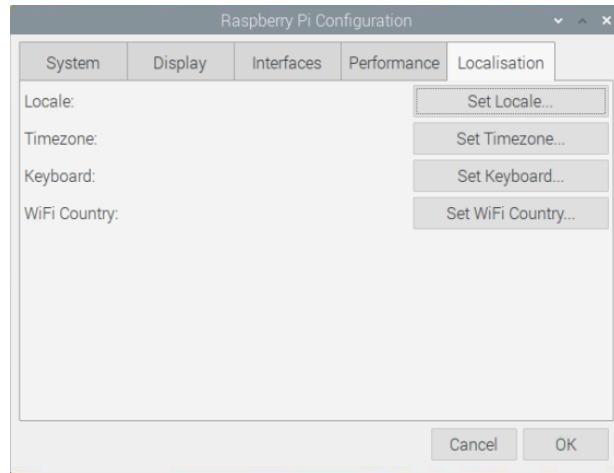 Raspberry Pi Configuration
System Display Interfaces Performance Localisation
Locale: Set Locale...
Timezone: Set Timezone...
Keyboard: Set Keyboard...
WiFi Country: Set WiFi Country...
Cancel OK